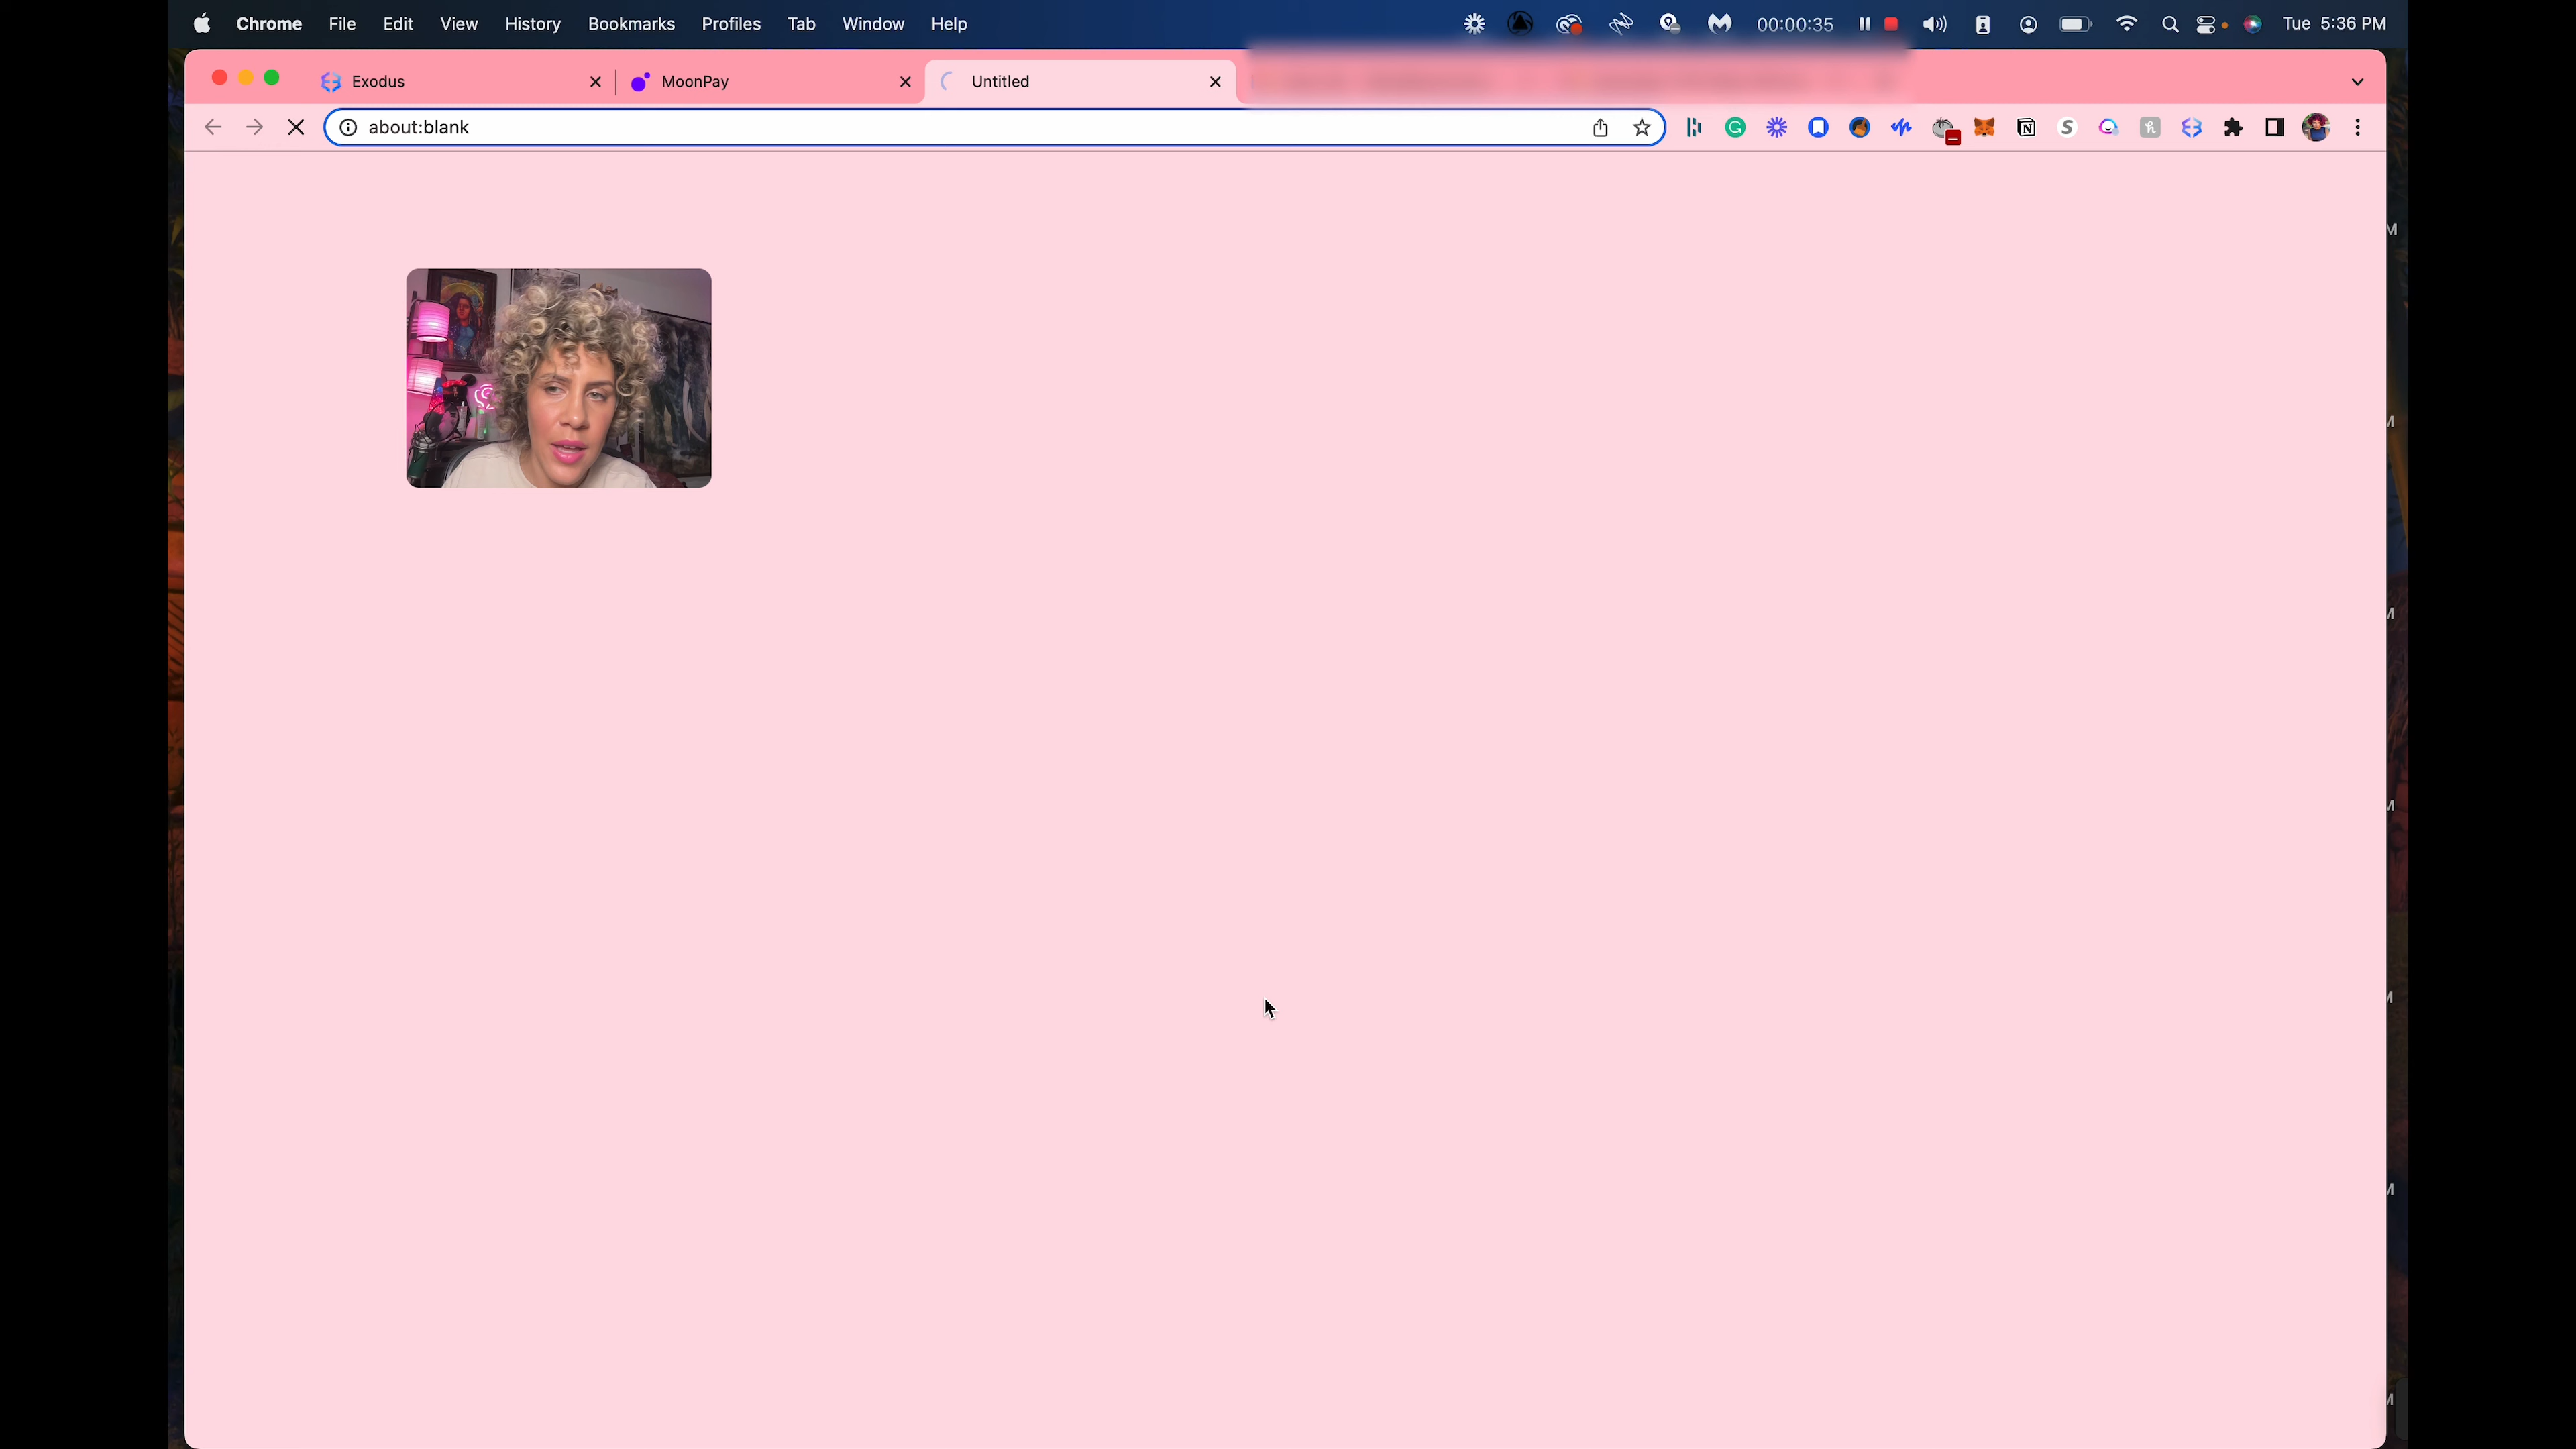 Chrome File Edit View History Bookmarks Profiles Tab Window Help 00:00:35 Tue 5:36 PM
Exodus MoonPay Untitled
about:blank
M
M
M
M
M
M
M